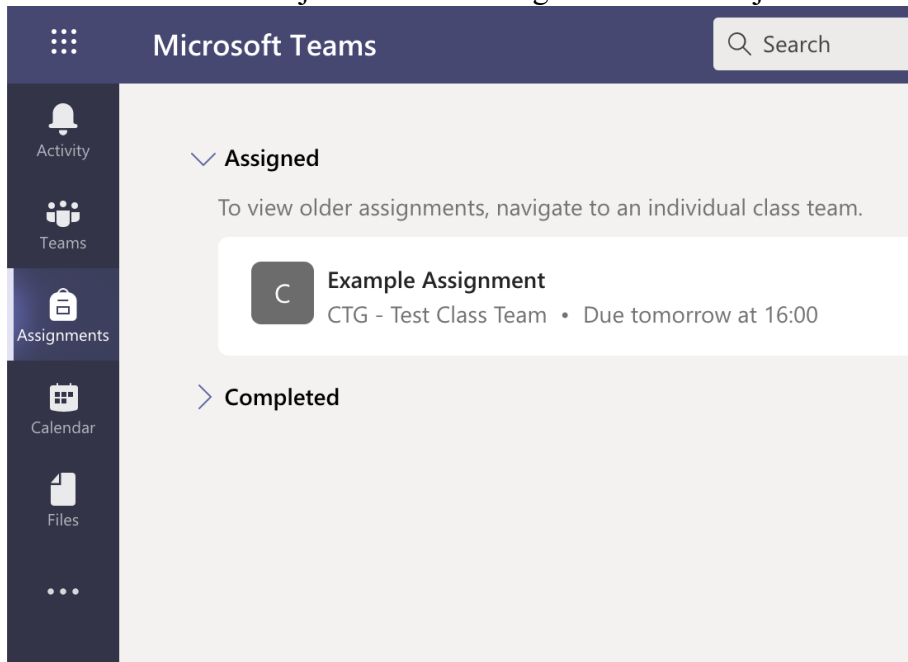 Microsoft Teams
Search
Activity
Assigned
To view older assignments, navigate to an individual class team.
Teams
C
Example Assignment
CTG - Test Class Team • Due tomorrow at 16:00
Assignments
Completed
Calendar
Files